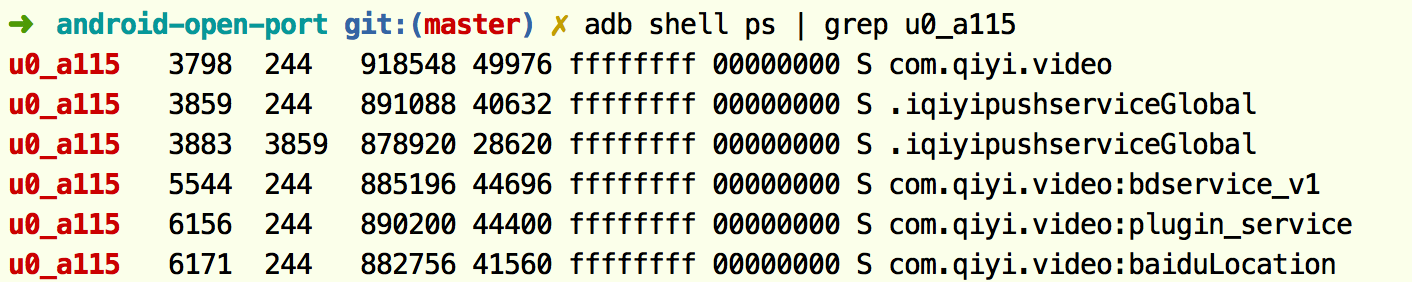 ➜ android-open-port git:(master) ✗ adb shell ps | grep u0_a115
u0_a115 3798 244 918548 49976 ffffffff 00000000 S com.qiyi.video
u0_a115 3859 244 891088 40632 ffffffff 00000000 S .iqiyipushserviceGlobal
u0_a115 3883 3859 878920 28620 ffffffff 00000000 S .iqiyipushserviceGlobal
u0_a115 5544 244 885196 44696 ffffffff 00000000 S com.qiyi.video:bdservice_v1
u0_a115 6156 244 890200 44400 ffffffff 00000000 S com.qiyi.video:plugin_service
u0_a115 6171 244 882756 41560 ffffffff 00000000 S com.qiyi.video:baiduLocation